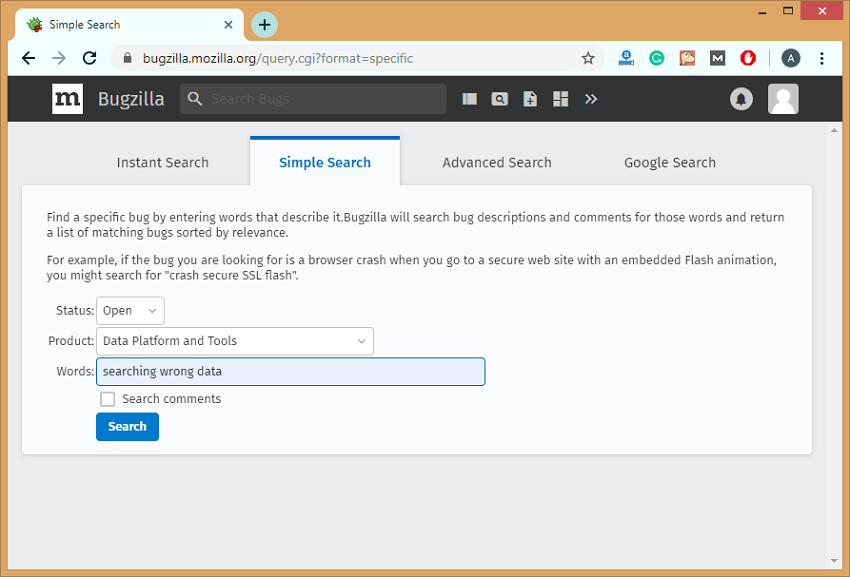 Simple Search
bugzilla.mozilla.org/query.cgi?format=specific
a
G
M
A
m Bugzilla Search Bugs
Instant Search Simple Search Advanced Search Google Search
Find a specific bug by entering words that describe it.Bugzilla will search bug descriptions and comments for those words and return
a list of matching bugs sorted by relevance.
For example, if the bug you are looking for is a browser crash when you go to a secure web site with an embedded Flash animation,
you might search for "crash secure SSL flash".
Status: Open
Product: Data Platform and Tools
Words: searching wrong data
Search comments
Search